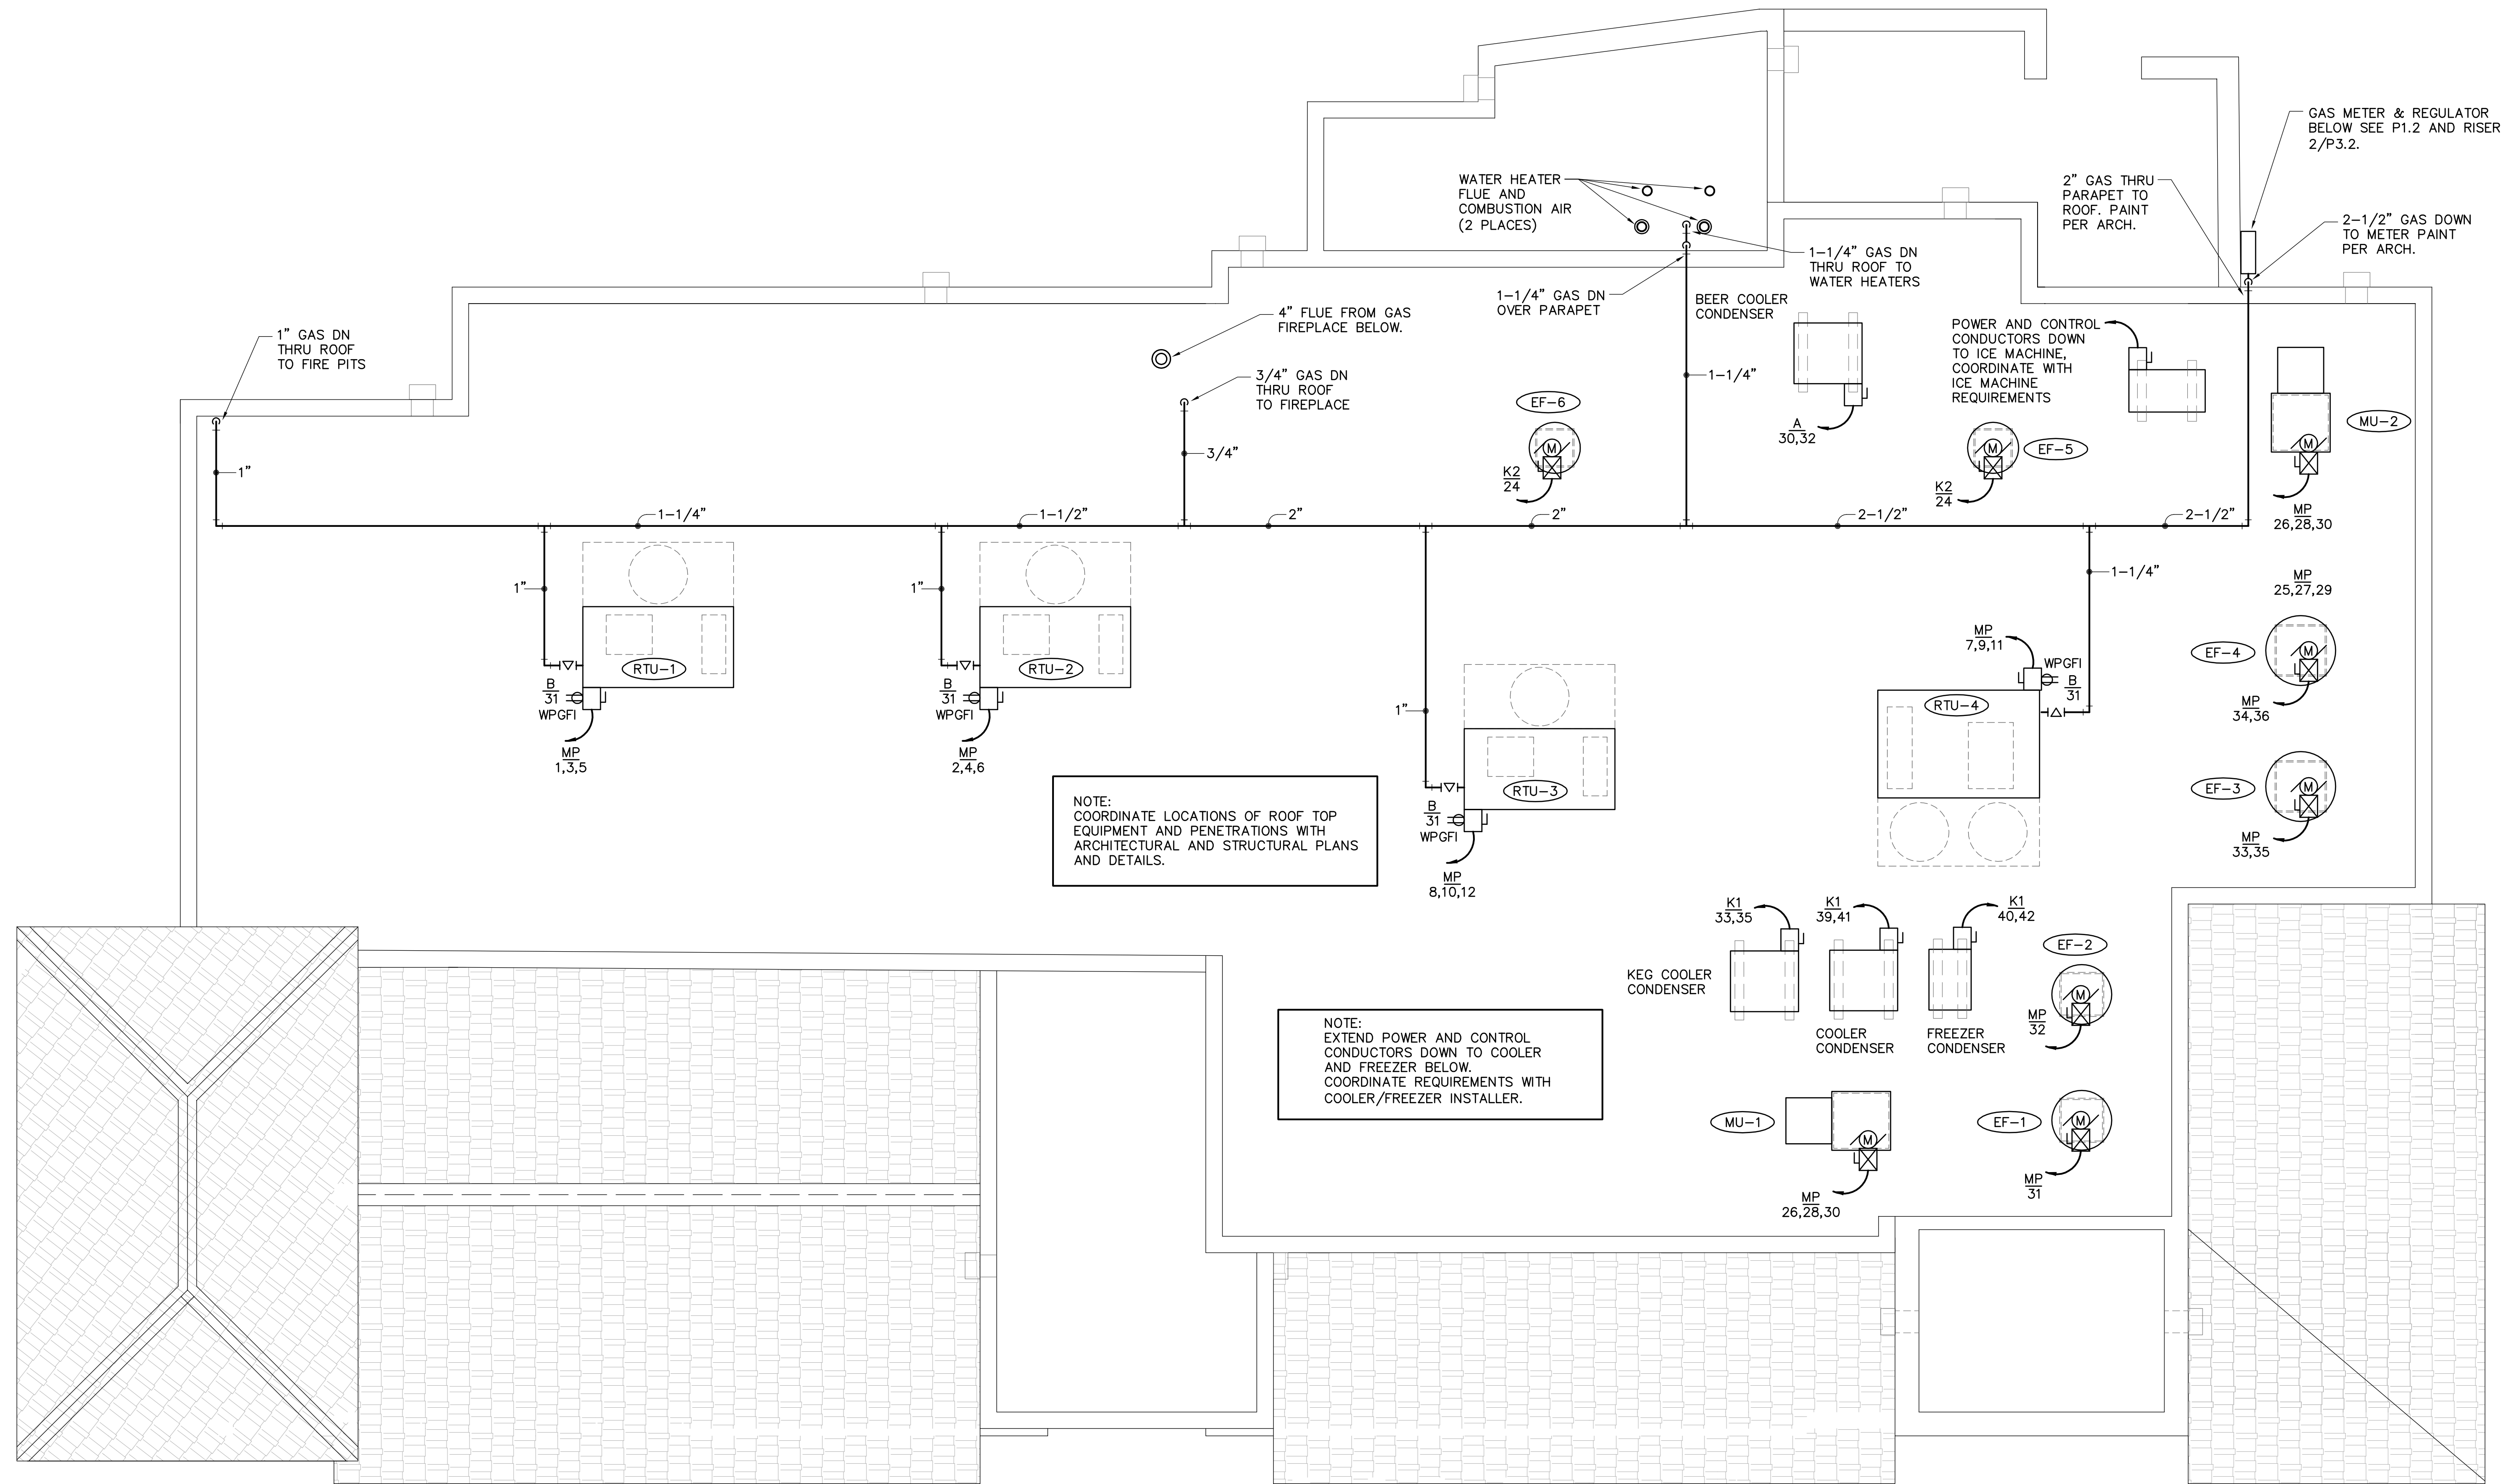 GAS METER & REGULATOR
BELOW SEE P1.2 AND RISER
2/P3.2.
WATER HEATER
FLUE AND
COMBUSTION AIR
(2 PLACES)
2" GAS THRU
PARAPET TO
ROOF. PAINT
PER ARCH.
2-1/2" GAS DOWN
TO METER PAINT
PER ARCH.
1-1/4" GAS DN
THRU ROOF TO
WATER HEATERS
1-1/4" GAS DN
OVER PARAPET
BEER COOLER
CONDENSER
4" FLUE FROM GAS
FIREPLACE BELOW.
1" GAS DN
THRU ROOF
TO FIRE PITS
POWER AND CONTROL
CONDUCTORS DOWN
TO ICE MACHINE,
COORDINATE WITH
ICE MACHINE
REQUIREMENTS
3/4" GAS DN
THRU ROOF
TO FIREPLACE
1-1/4"
EF-6
A
30,32
MU-2
M
1"
3/4"
M
K2
24
M
EF-5
K2
24
MP
26,28,30
1-1/4"
1-1/2"
2"
2"
2-1/2"
2-1/2"
1"
1"
1-1/4"
MP
25,27,29
RTU-1
B
31
WPGFI
MP
1,3,5
RTU-2
B
31
WPGFI
MP
2,4,6
1"
RTU-3
B
31
WPGFI
MP
8,10,12
MP
7,9,11
WPGFI
B
31
RTU-4
EF-4
M
MP
34,36
EF-3
M
MP
33,35
NOTE:
COORDINATE LOCATIONS OF ROOF TOP
EQUIPMENT AND PENETRATIONS WITH
ARCHITECTURAL AND STRUCTURAL PLANS
AND DETAILS.
K1
33,35
K1
39,41
K1
40,42
KEG COOLER
CONDENSER
COOLER
CONDENSER
FREEZER
CONDENSER
EF-2
M
MP
32
NOTE:
EXTEND POWER AND CONTROL
CONDUCTORS DOWN TO COOLER
AND FREEZER BELOW.
COORDINATE REQUIREMENTS WITH
COOLER/FREEZER INSTALLER.
MU-1
M
MP
26,28,30
EF-1
M
MP
31